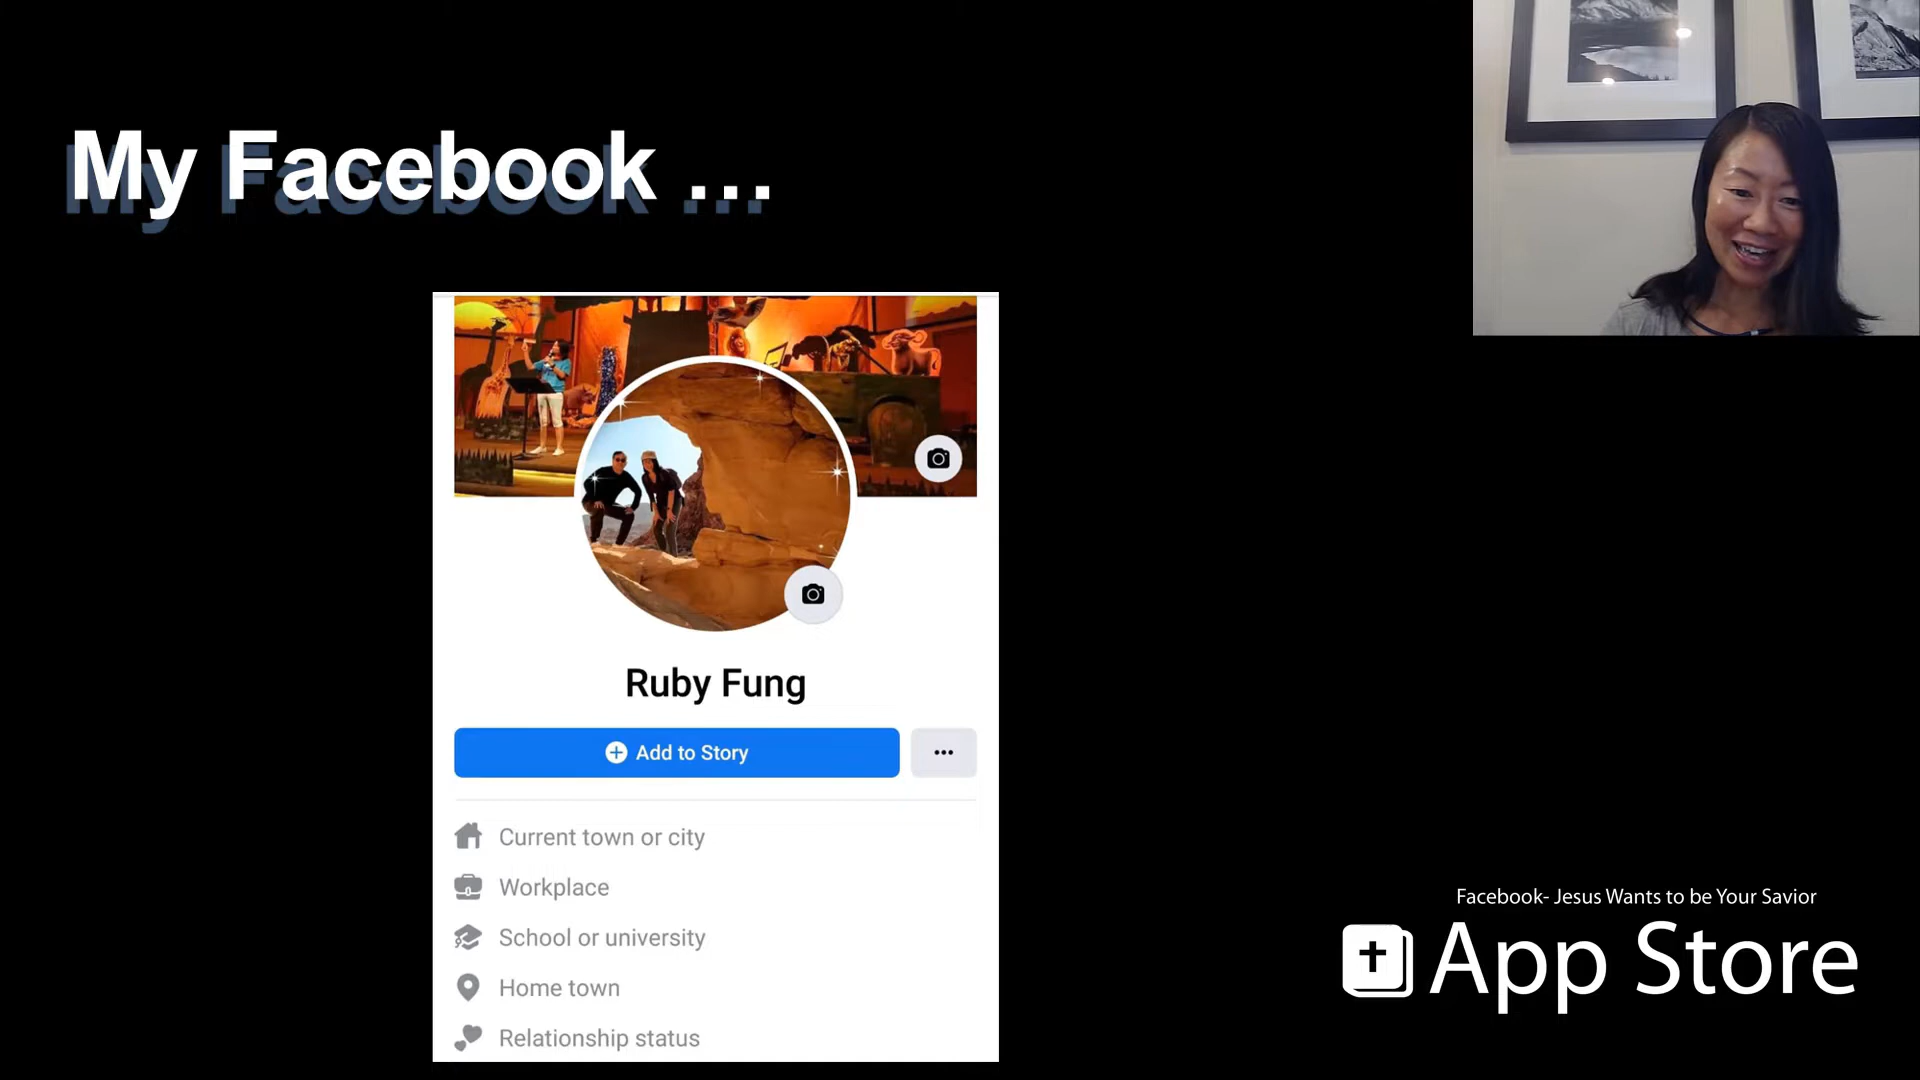 My Facebook ...
Ruby Fung
Add to Story
Current town or city
Workplace
School or university
Home town
Relationship status
Facebook- Jesus Wants to be Your Savior
App Store